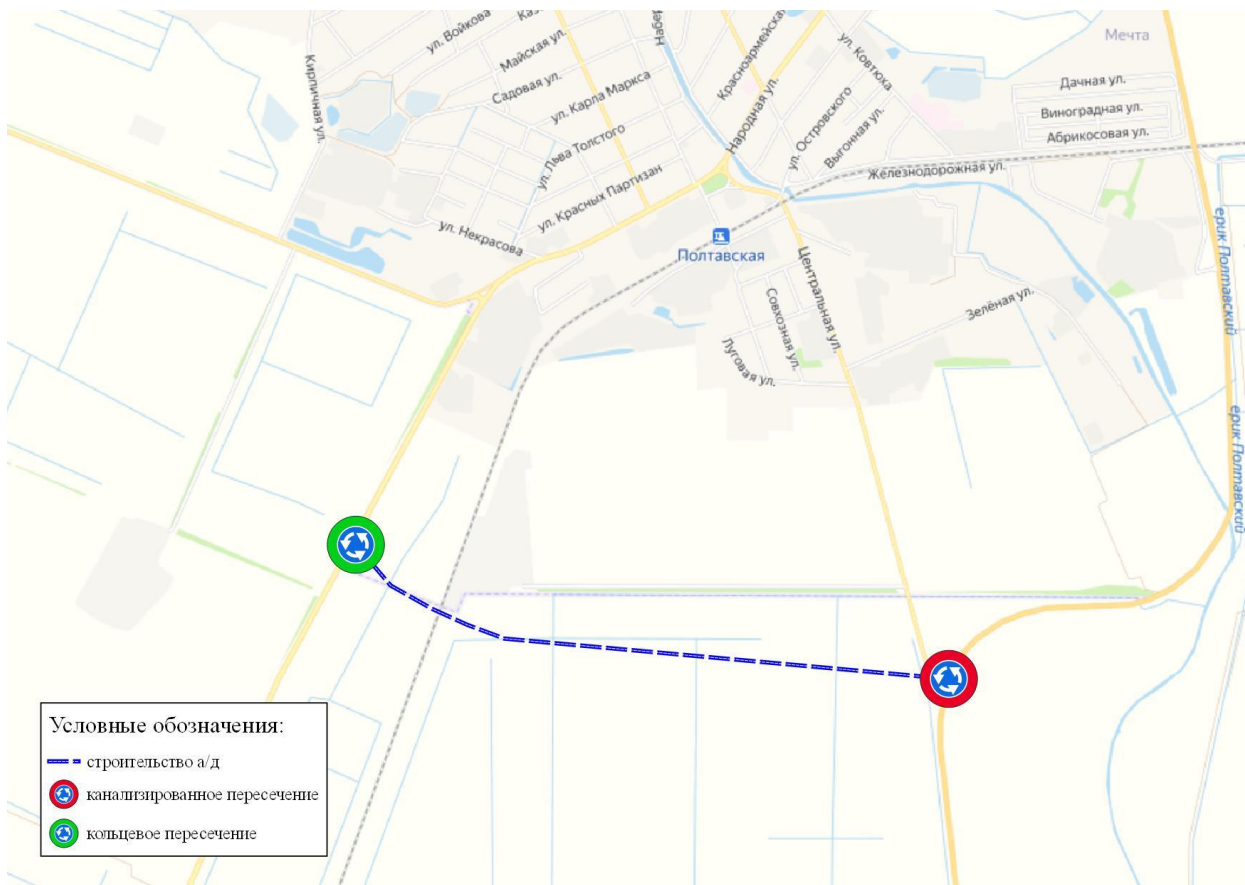 ул. Войкова
Каз
Набер
Красноармейская
ул. Ковтюха
Мечта
Кирпичная ул.
Майская ул.
Садовая ул.
ул. Карла Маркса
Народная ул.
ул. Островского
Выгонная ул.
Дачная ул.
Виноградная ул.
Абрикосовая ул.
ул. Льва Толстого
ул. Красных Партизан
Железнодорожная ул.
ул. Некрасова
Полтавская
ерик Полтавский
Центральная ул.
Совхозная ул.
Зелёная ул.
Луговая ул.
ерик Полтавский
Условные обозначения:
строительство а/д
канализированное пересечение
кольцевое пересечение